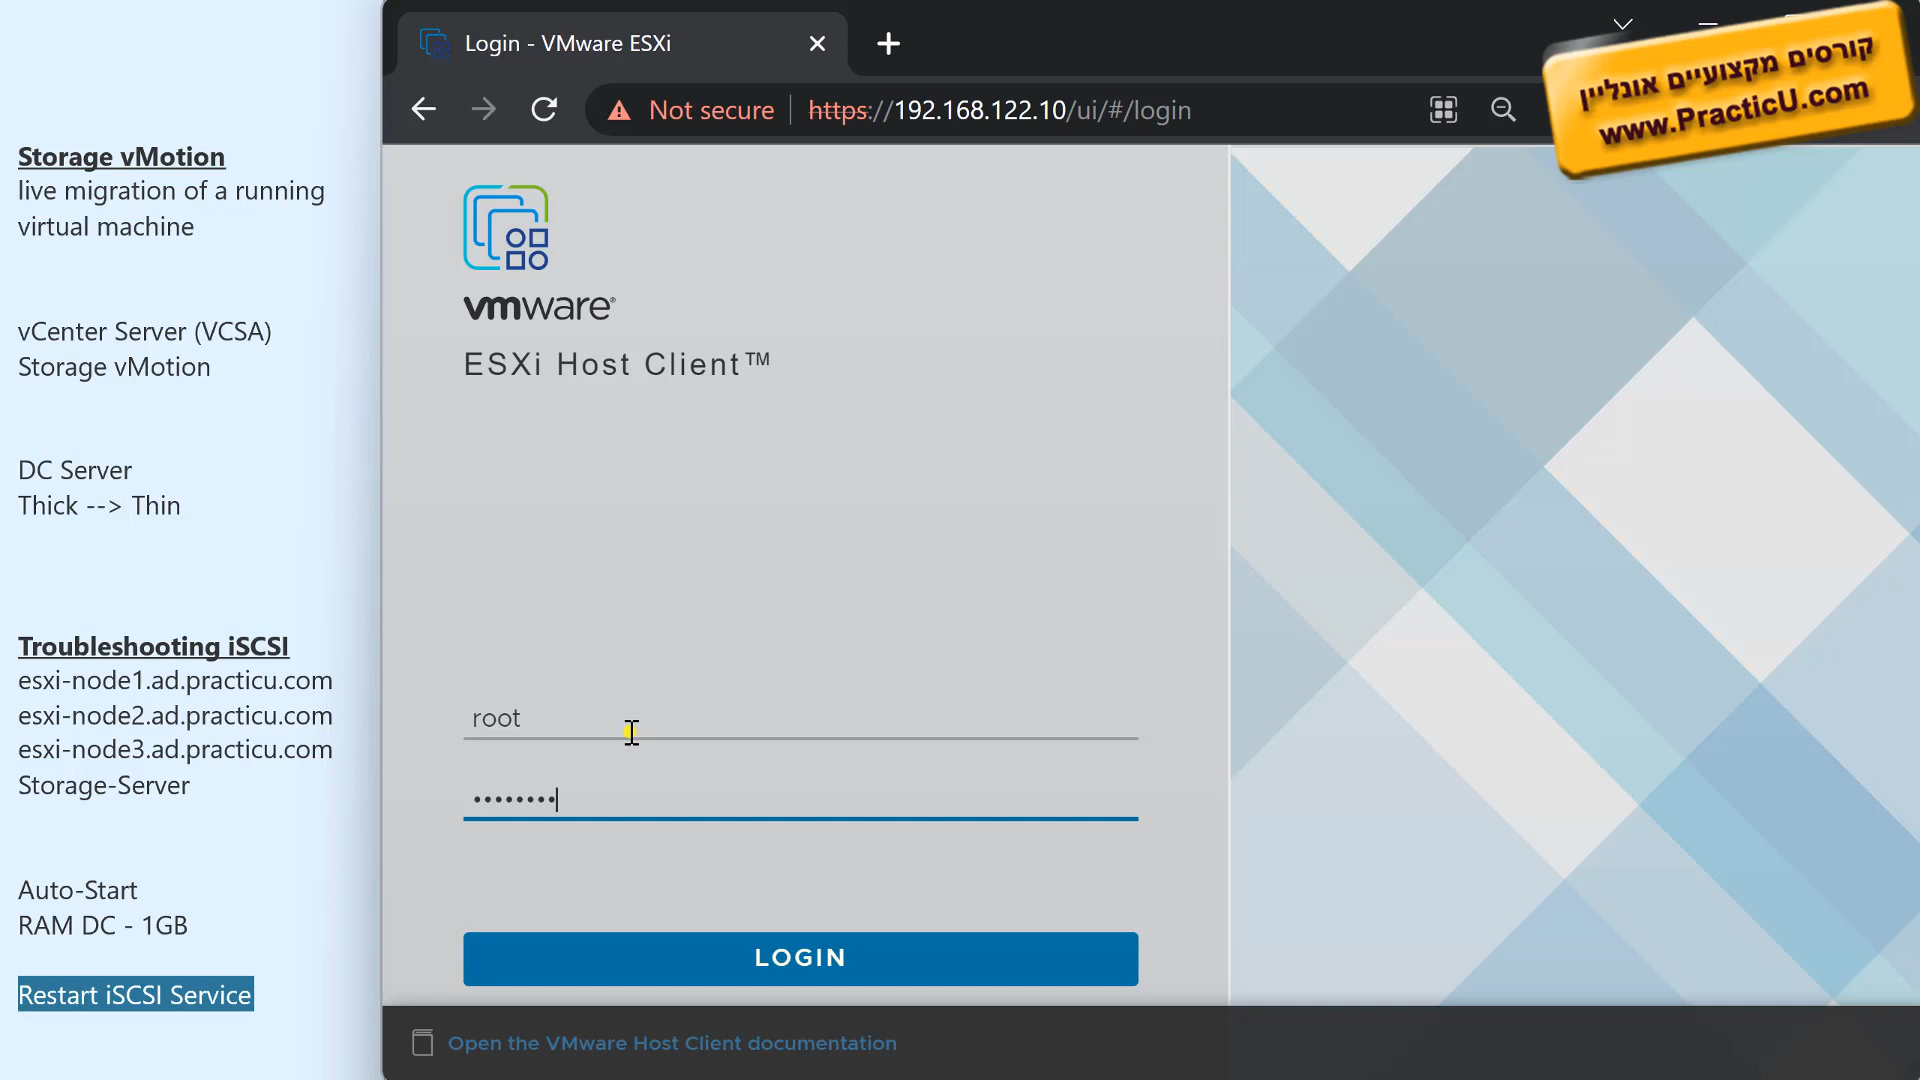 Login - VMware ESXi
Not secure
https://192.168.122.10/ui/#/login
קורסים מקצועיים אונליין
www.PracticU.com
Storage vMotion
live migration of a running
virtual machine
vCenter Server (VCSA)
Storage vMotion
DC Server
Thick --> Thin
Troubleshooting iSCSI
esxi-node1.ad.practicu.com
esxi-node2.ad.practicu.com
esxi-node3.ad.practicu.com
Storage-Server
Auto-Start
RAM DC - 1GB
Restart iSCSI Service
vmware®
ESXi Host Client™
root
••••••••
LOGIN
Open the VMware Host Client documentation